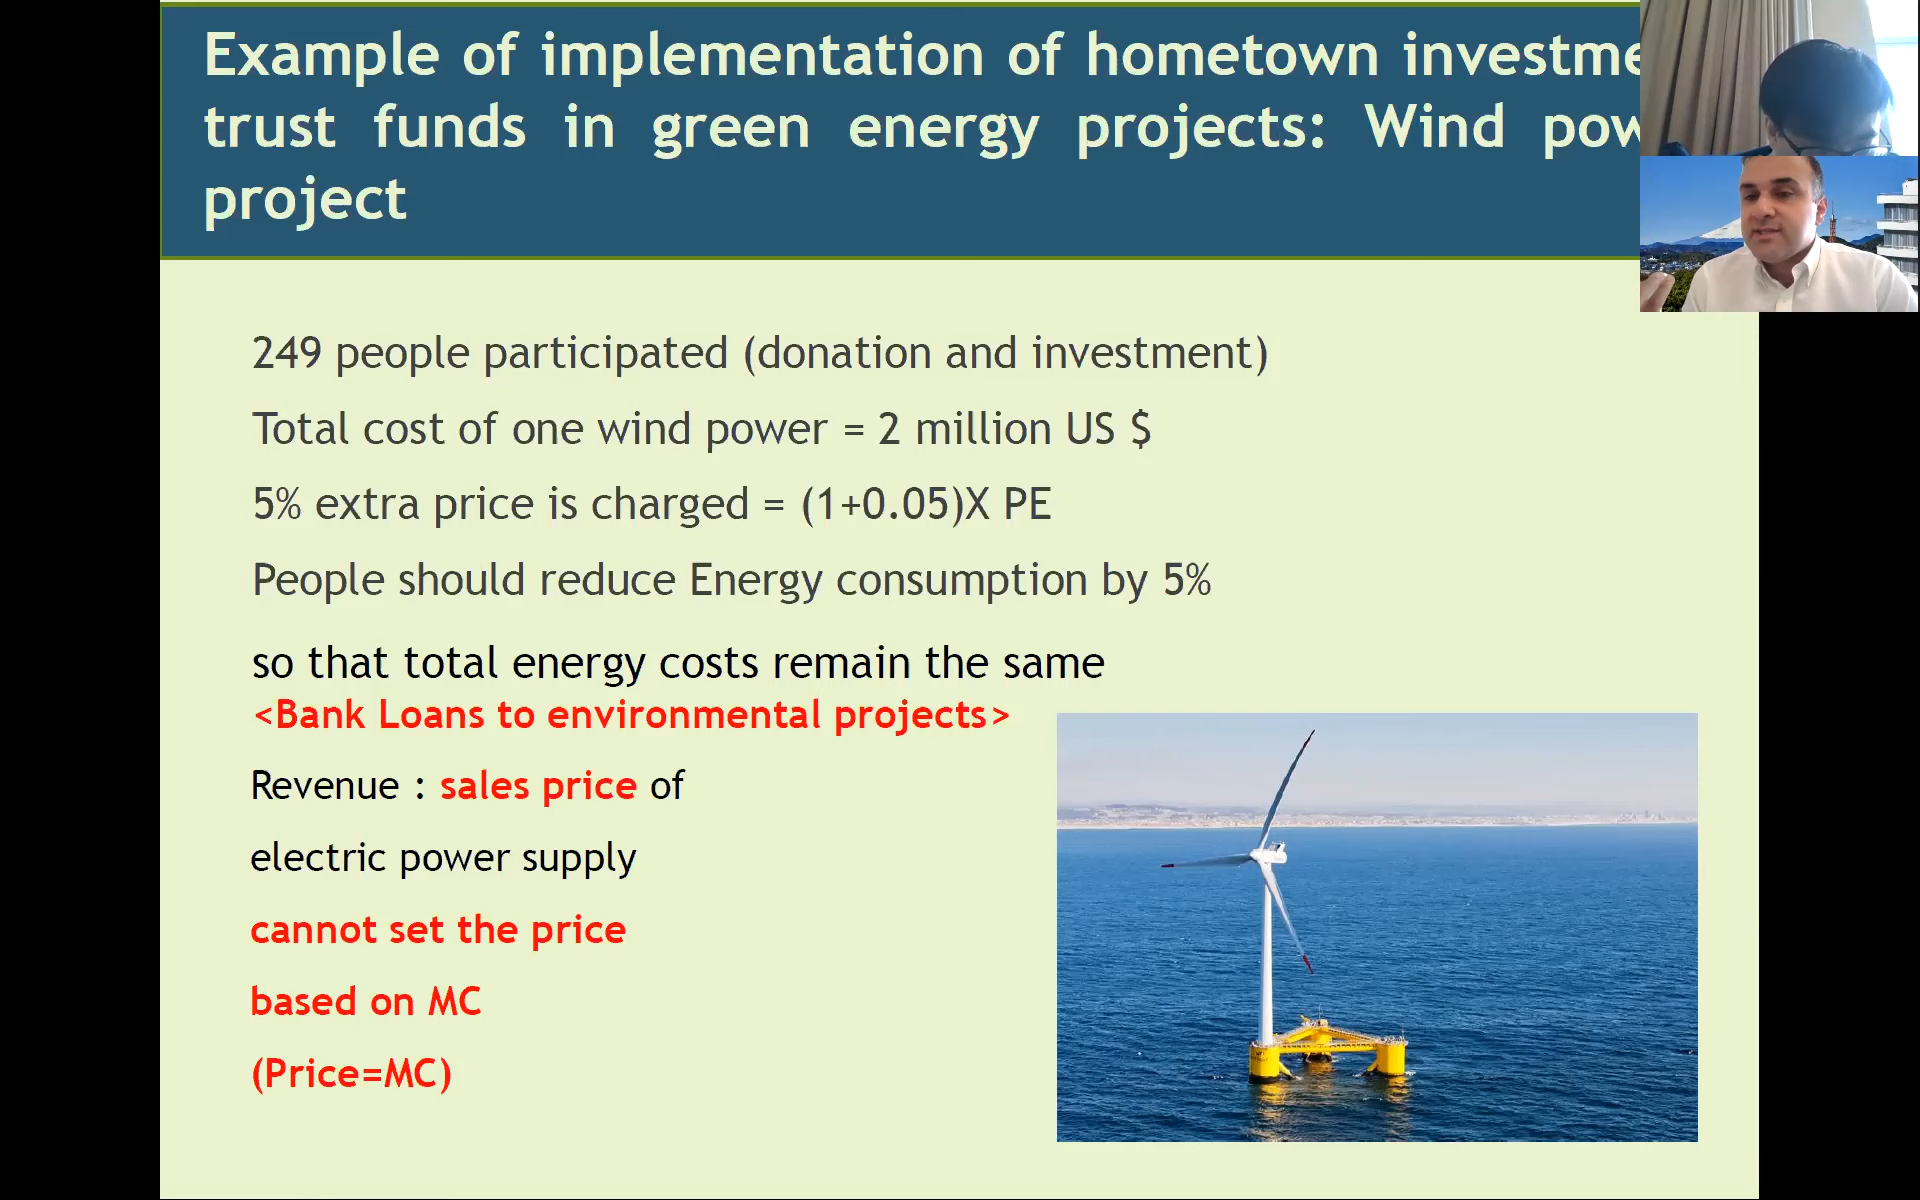 Example of implementation of hometown investme
trust funds in green energy projects: Wind pow
project
249 people participated (donation and investment)
Total cost of one wind power = 2 million US $
5% extra price is charged = (1+0.05)X PE
People should reduce Energy consumption by 5%
so that total energy costs remain the same
<Bank Loans to environmental projects>
Revenue : sales price of
electric power supply
cannot set the price
based on MC
(Price=MC)